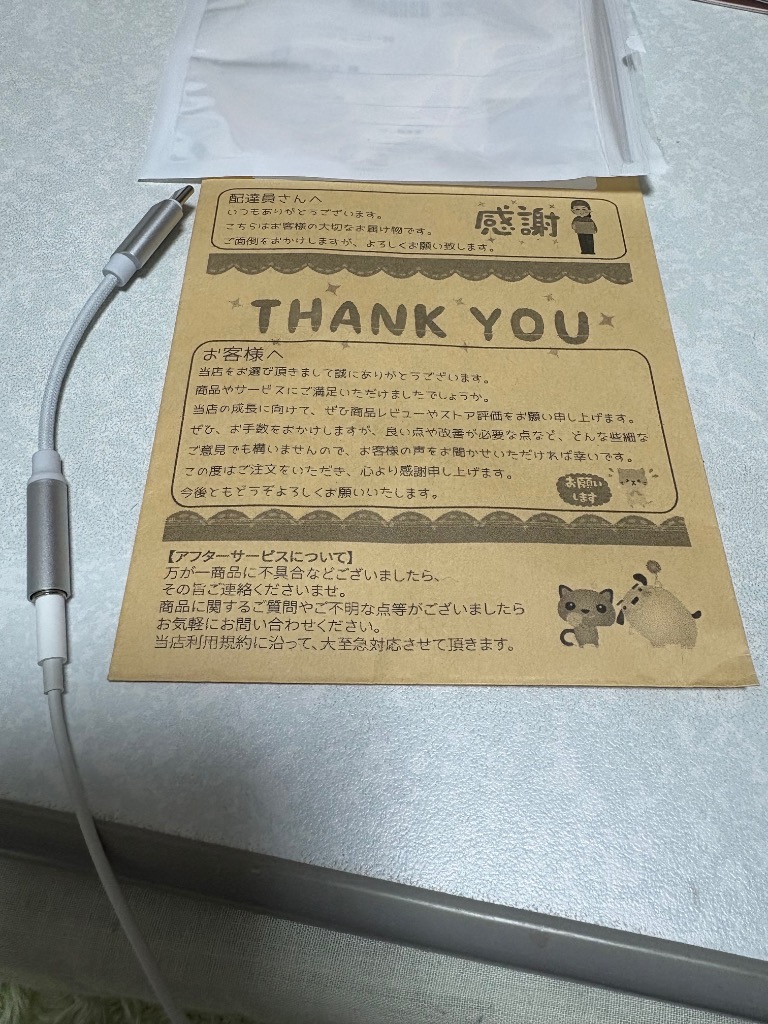 配達員さんへ
いつもありがとうございます。
こちらはお客様の大切なお届け物です。
ご面倒をおかけしますが、よろしくお願い致します。
感謝
THANK YOU
お客様へ
当店をお選び頂きまして誠にありがとうございます。
商品やサービスにご満足いただけましたでしょうか。
当店の成長に向けて、ぜひ商品レビューやストア評価をお願い申し上げます。
ぜひ、お手数をおかけしますが、良い点や改善が必要な点など、どんな些細な
ご意見でも構いませんので、お客様の声をお聞かせいただければ幸いです。
この度はご注文をいただき、心より感謝申し上げます。
今後ともどうぞよろしくお願いいたします。
お願い
します
【アフターサービスについて】
万が一商品に不具合などございましたら、
その旨ご連絡くださいませ。
商品に関するご質問やご不明な点等がございましたら
お気軽にお問い合わせください。
当店利用規約に沿って、大至急対応させて頂きます。